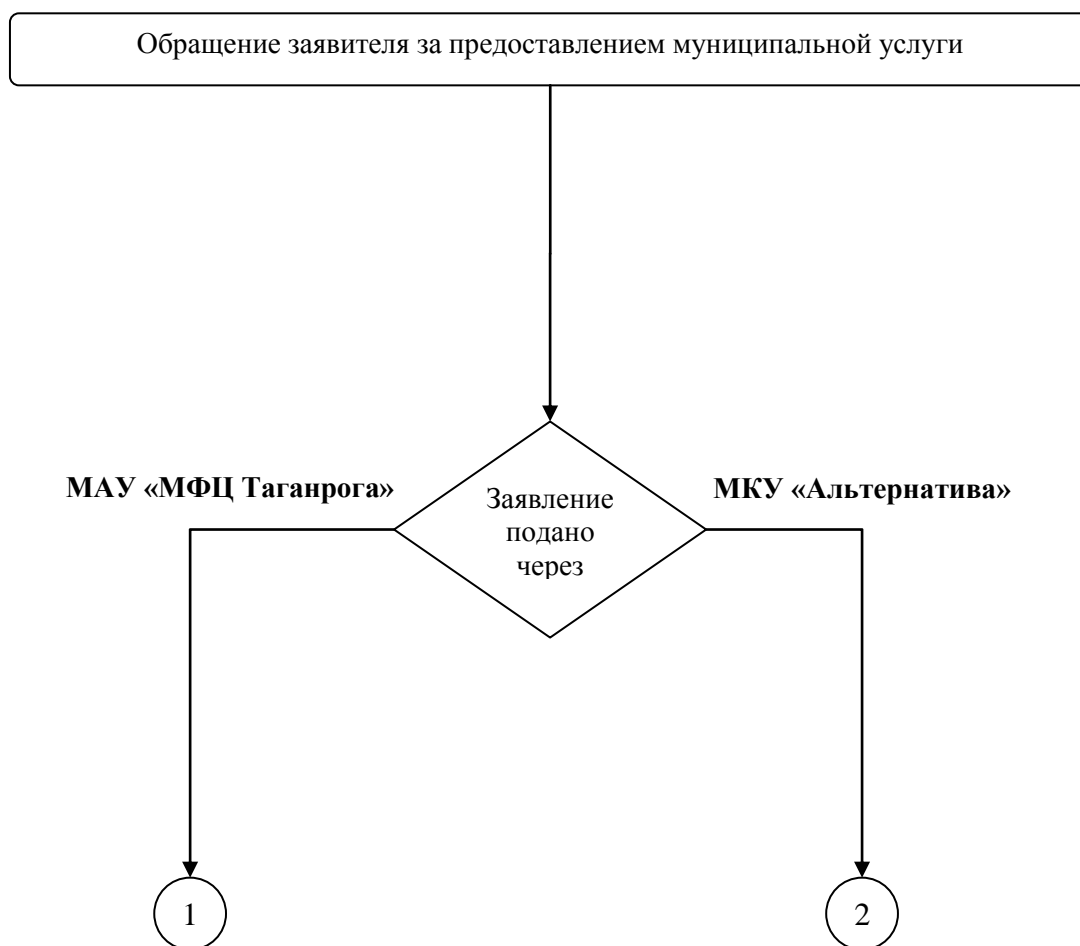 Обращение заявителя за предоставлением муниципальной услуги
МАУ «МФЦ Таганрога»
МКУ «Альтернатива»
Заявление
подано
через
1
2